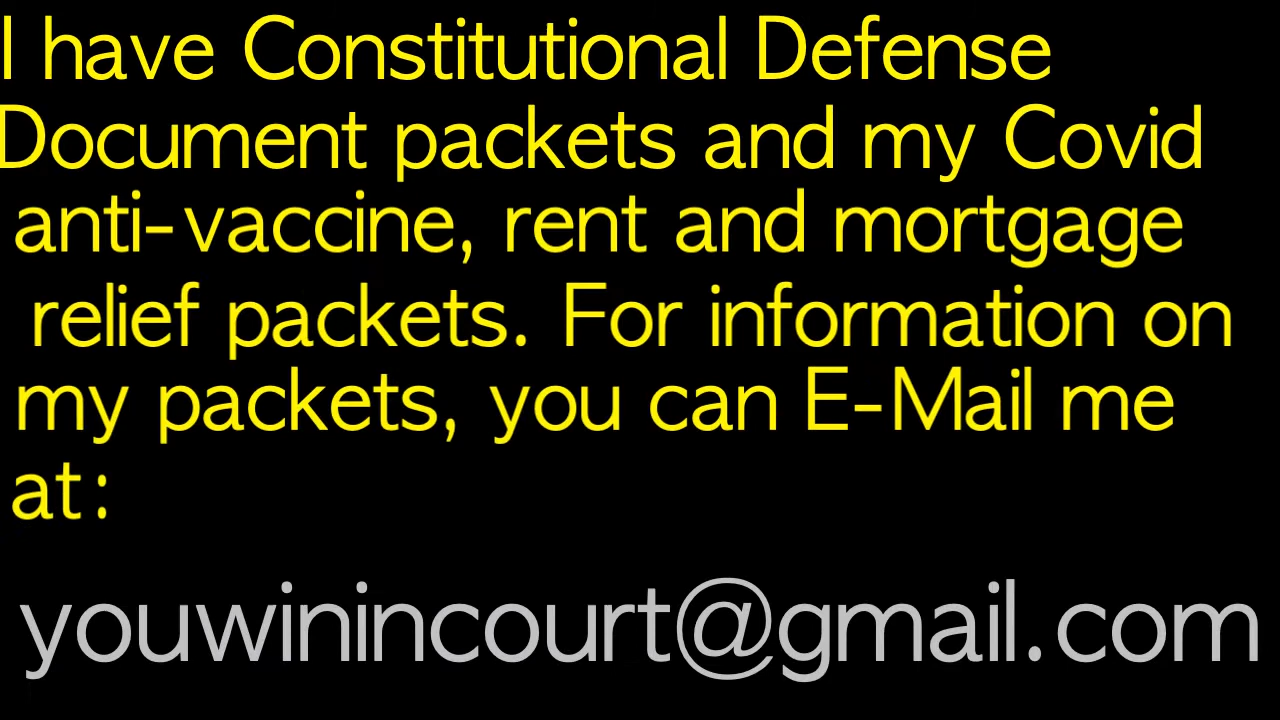 I have Constitutional Defense
Document packets and my Covid
anti-vaccine, rent and mortgage
relief packets. For information on
my packets, you can E-Mail me
at:
youwinincourt@gmail.com